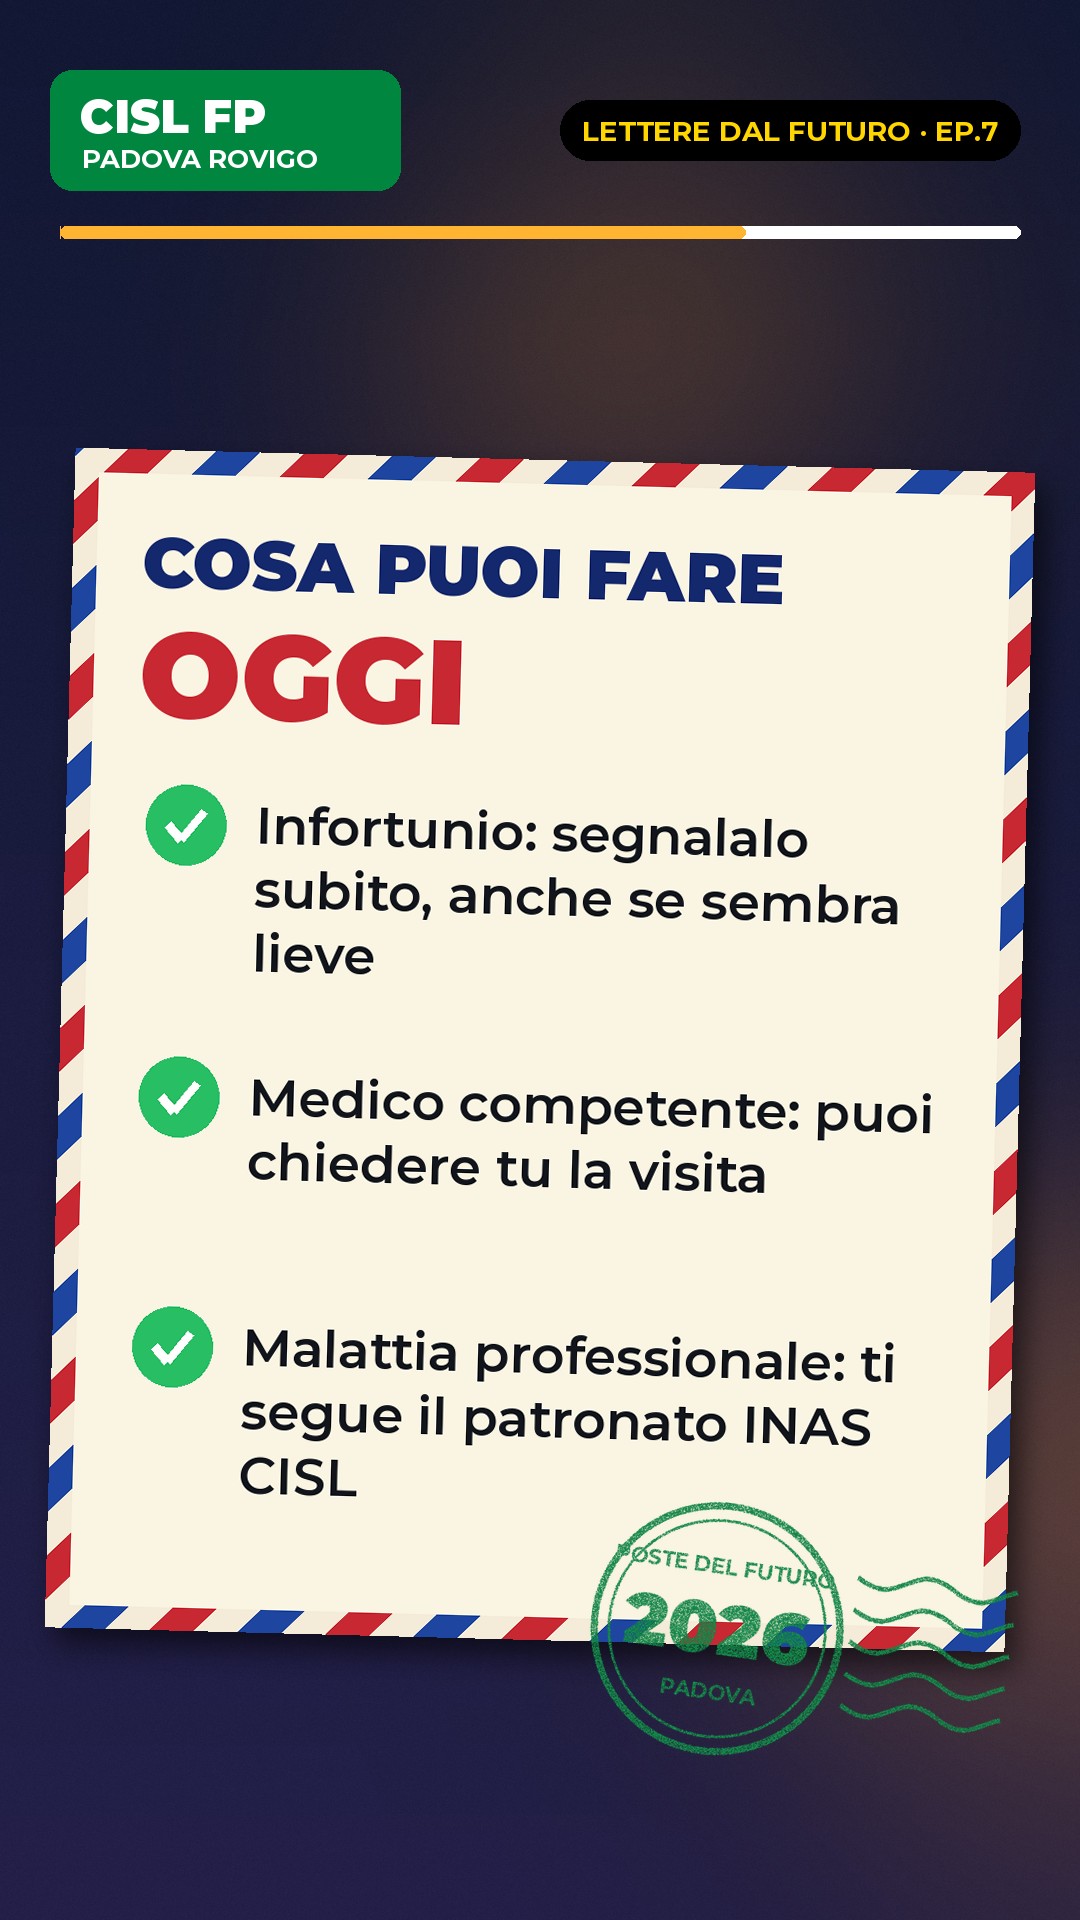 CISL FP
PADOVA ROVIGO
LETTERE DAL FUTURO · EP.7
COSA PUOI FARE
OGGI
Infortunio: segnalalo
subito, anche se sembra
lieve
Medico competente: puoi
chiedere tu la visita
Malattia professionale: ti
segue il patronato INAS
CISL
POSTE DEL FUTURO
2026
PADOVA